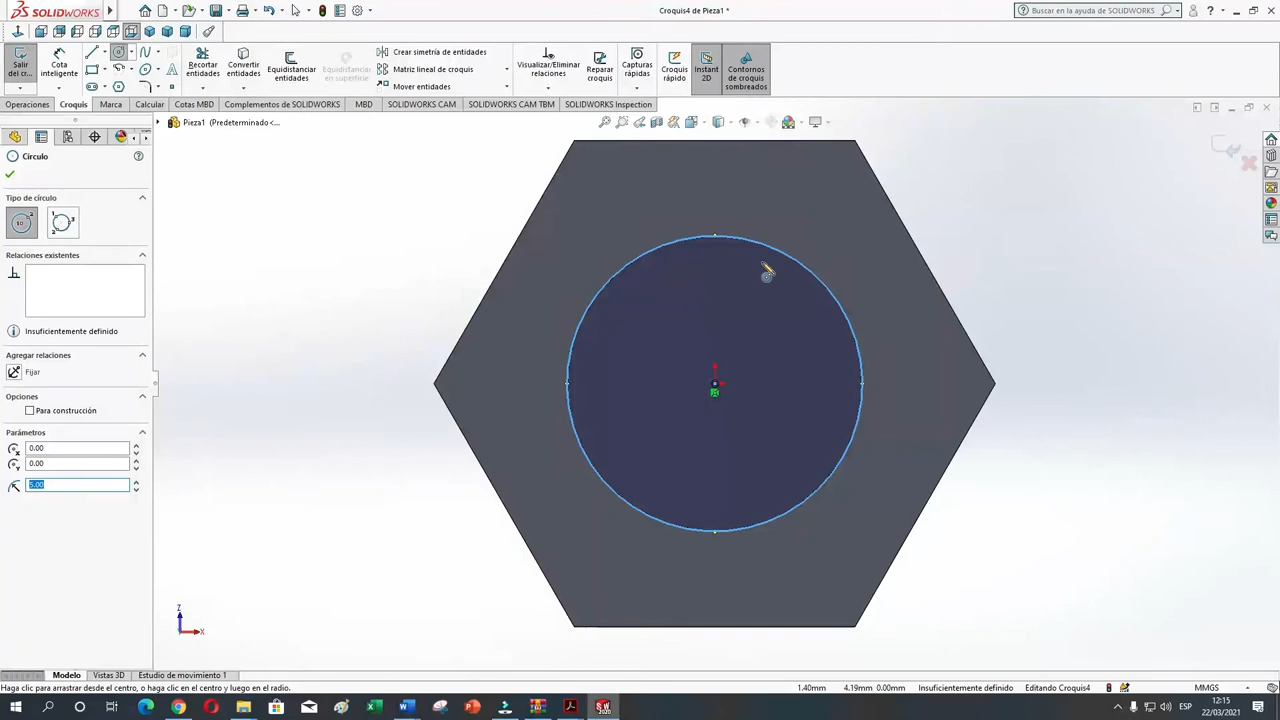 SOLIDWORKS
Croquis4 de Pieza1 *
Buscar en la ayuda de SOLIDWORKS
Salir del cr...
Cota inteligente
Recortar entidades
Convertir entidades
Equidistanciar entidades
Equidistanciar en superficie
Crear simetría de entidades
Matriz lineal de croquis
Mover entidades
Visualizar/Eliminar relaciones
Reparar croquis
Capturas rápidas
Croquis rápido
Instant 2D
Contornos de croquis sombreados
Operaciones
Croquis
Marca
Calcular
Cotas MBD
Complementos de SOLIDWORKS
MBD
SOLIDWORKS CAM
SOLIDWORKS CAM TBM
SOLIDWORKS Inspection
Pieza1 (Predeterminado<...
Círculo
Tipo de círculo
Relaciones existentes
Insuficientemente definido
Agregar relaciones
Fijar
Opciones
Para construcción
Parámetros
0.00
0.00
5.00
Z
X
Modelo
Vistas 3D
Estudio de movimiento 1
Haga clic para arrastrar desde el centro, o haga clic en el centro y luego en el radio.
1.40mm
4.19mm 0.00mm
Insuficientemente definido
Editando Croquis4
MMGS
ESP
12:15
22/03/2021